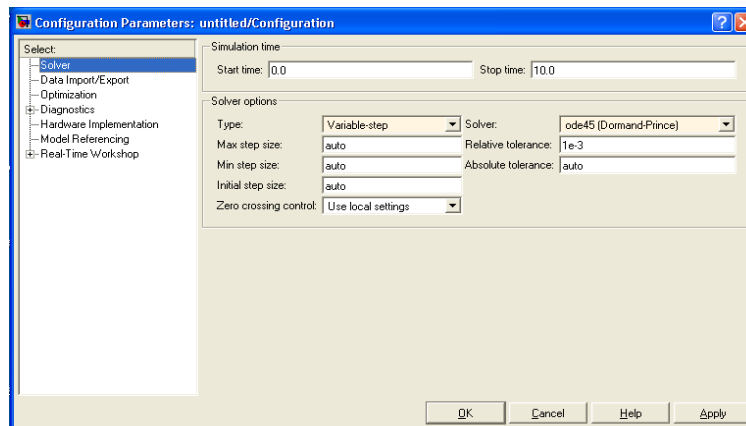 Configuration Parameters: untitled/Configuration
Select:
Solver
Data Import/Export
Optimization
Diagnostics
Hardware Implementation
Model Referencing
Real-Time Workshop
Simulation time
Start time: 0.0 Stop time: 10.0
Solver options
Type: Variable-step Solver: ode45 (Dormand-Prince)
Max step size: auto Relative tolerance: 1e-3
Min step size: auto Absolute tolerance: auto
Initial step size: auto
Zero crossing control: Use local settings
OK Cancel Help Apply